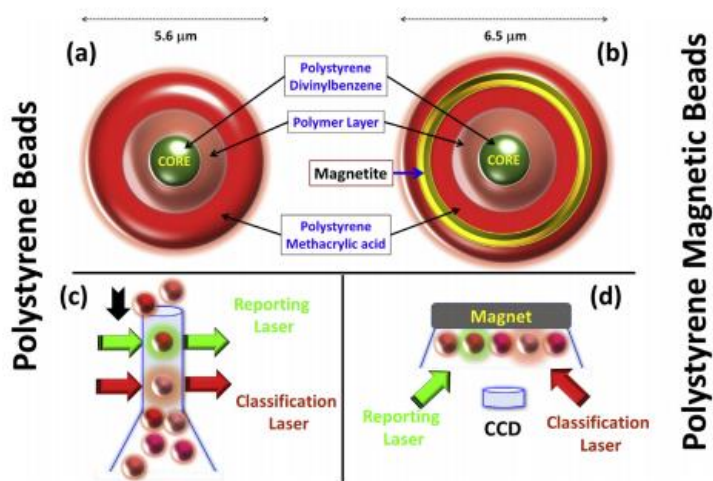 5.6 μm
6.5 μm
(a)
(b)
Polystyrene
Divinylbenzene
CORE
CORE
Polymer Layer
Magnetite
Polystyrene
Methacrylic acid
Polystyrene Beads
Polystyrene Magnetic Beads
(c)
Reporting
Laser
Classification
Laser
(d)
Magnet
Reporting
Laser
CCD
Classification
Laser